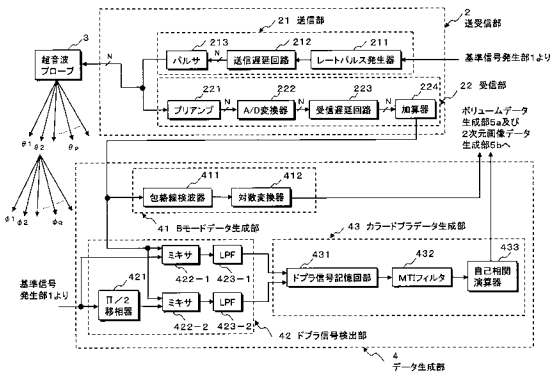 21 送信部
2
送受信部
3
超音波
プローブ
N
213
パルサ
N
212
送信遅延回路
N
211
レートパルス発生器
基準信号発生部1より
221
プリアンプ
N
222
A/D変換器
N
223
受信遅延回路
N
224
加算器
22 受信部
θ1
θ2
θp
φ1
φ2
φq
ボリュームデータ
生成部5a及び
2次元画像データ
生成部5bへ
411
包絡線検波器
412
対数変換器
41 Bモードデータ生成部
43 カラードプラデータ生成部
ミキサ
422-1
LPF
423-1
431
ドプラ信号記憶回部
432
MTIフィルタ
433
自己相関
演算器
基準信号
発生部1より
421
Π/2
移相器
ミキサ
422-2
LPF
423-2
42 ドプラ信号検出部
4
データ生成部